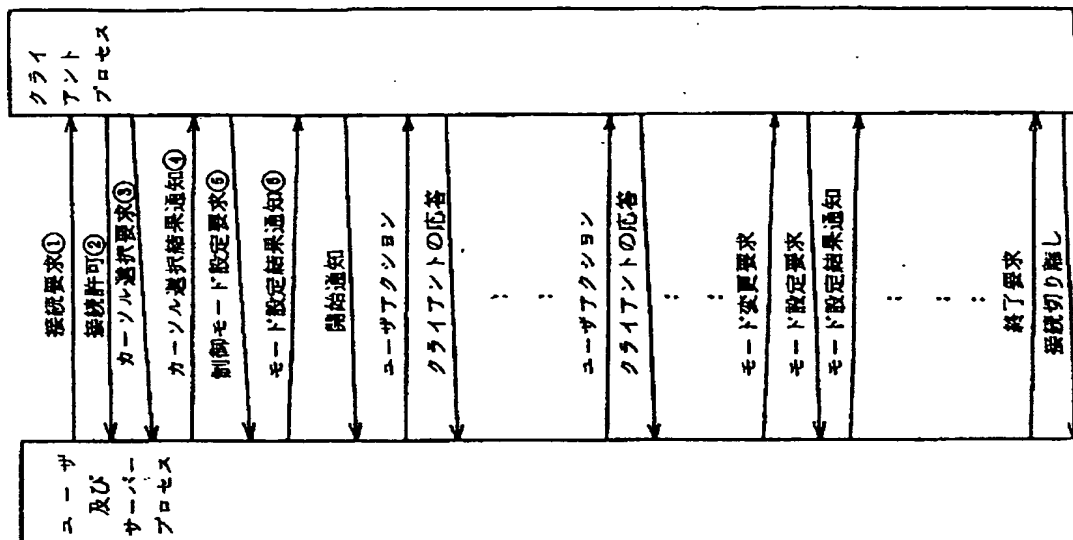 クライ
アント
プロセス
接続要求①
接続許可②
カーソル選択要求③
カーソル選択結果通知④
制御モード設定要求⑤
モード設定結果通知⑥
開始通知
ユーザアクション
クライアントの応答
ユーザアクション
クライアントの応答
モード変更要求
モード設定要求
モード設定結果通知
終了要求
接続切り離し
ユーザ
及び
サーバー
プロセス